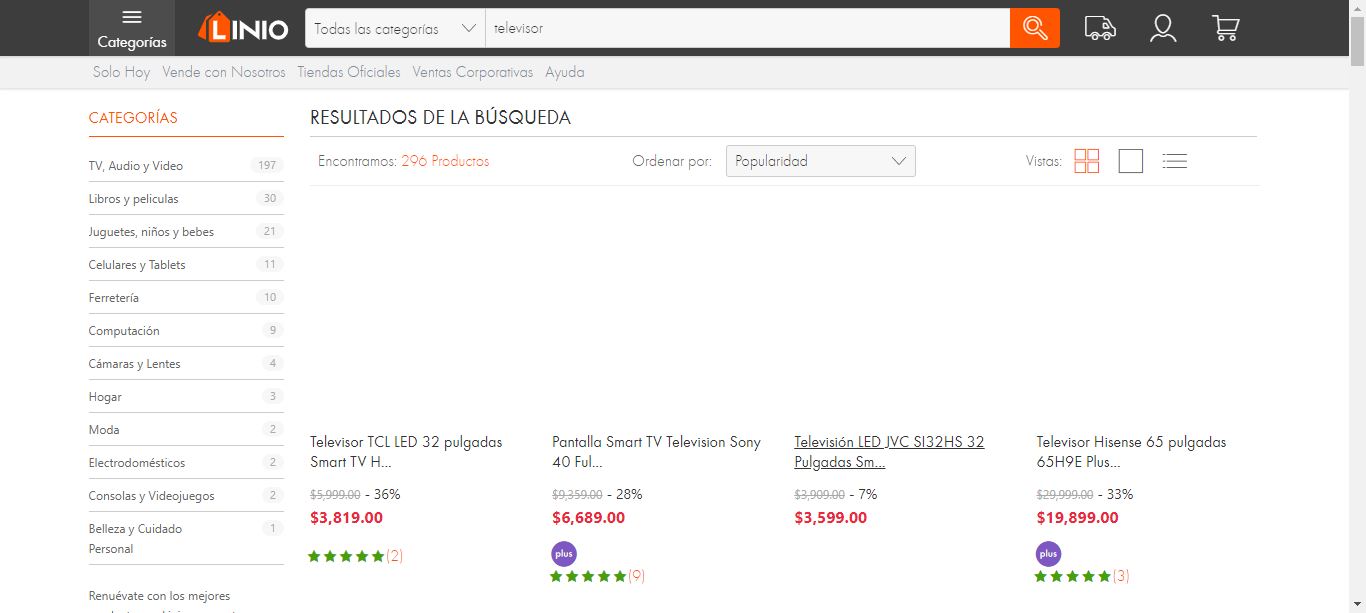 Categorías
LINIO
Todas las categorías
televisor
Solo Hoy
Vende con Nosotros
Tiendas Oficiales
Ventas Corporativas
Ayuda
CATEGORÍAS
TV, Audio y Video 197
Libros y peliculas 30
Juguetes, niños y bebes 21
Celulares y Tablets 11
Ferretería 10
Computación 9
Cámaras y Lentes 4
Hogar 3
Moda 2
Electrodomésticos 2
Consolas y Videojuegos 2
Belleza y Cuidado 1
Personal
Renuévate con los mejores
RESULTADOS DE LA BÚSQUEDA
Encontramos: 296 Productos
Ordenar por: Popularidad
Vistas:
Televisor TCL LED 32 pulgadas
Smart TV H...
$5,999.00 - 36%
$3,819.00
(2)
Pantalla Smart TV Television Sony
40 Ful...
$9,359.00 - 28%
$6,689.00
plus
(9)
Televisión LED JVC SI32HS 32
Pulgadas Sm...
$3,909.00 - 7%
$3,599.00
Televisor Hisense 65 pulgadas
65H9E Plus...
$29,999.00 - 33%
$19,899.00
plus
(3)